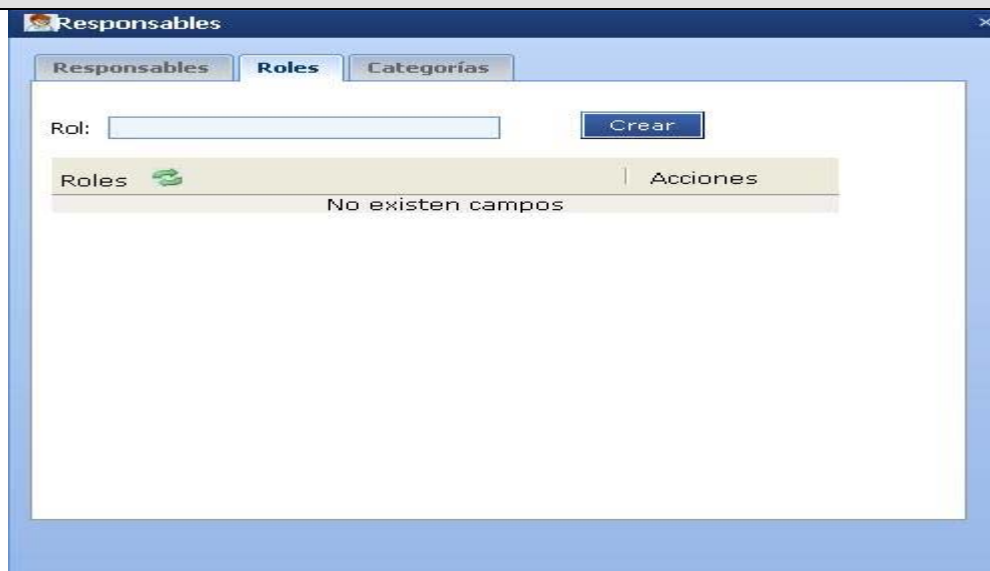 Responsables
Responsables Roles Categorías
Rol: Crear
Roles Acciones
No existen campos